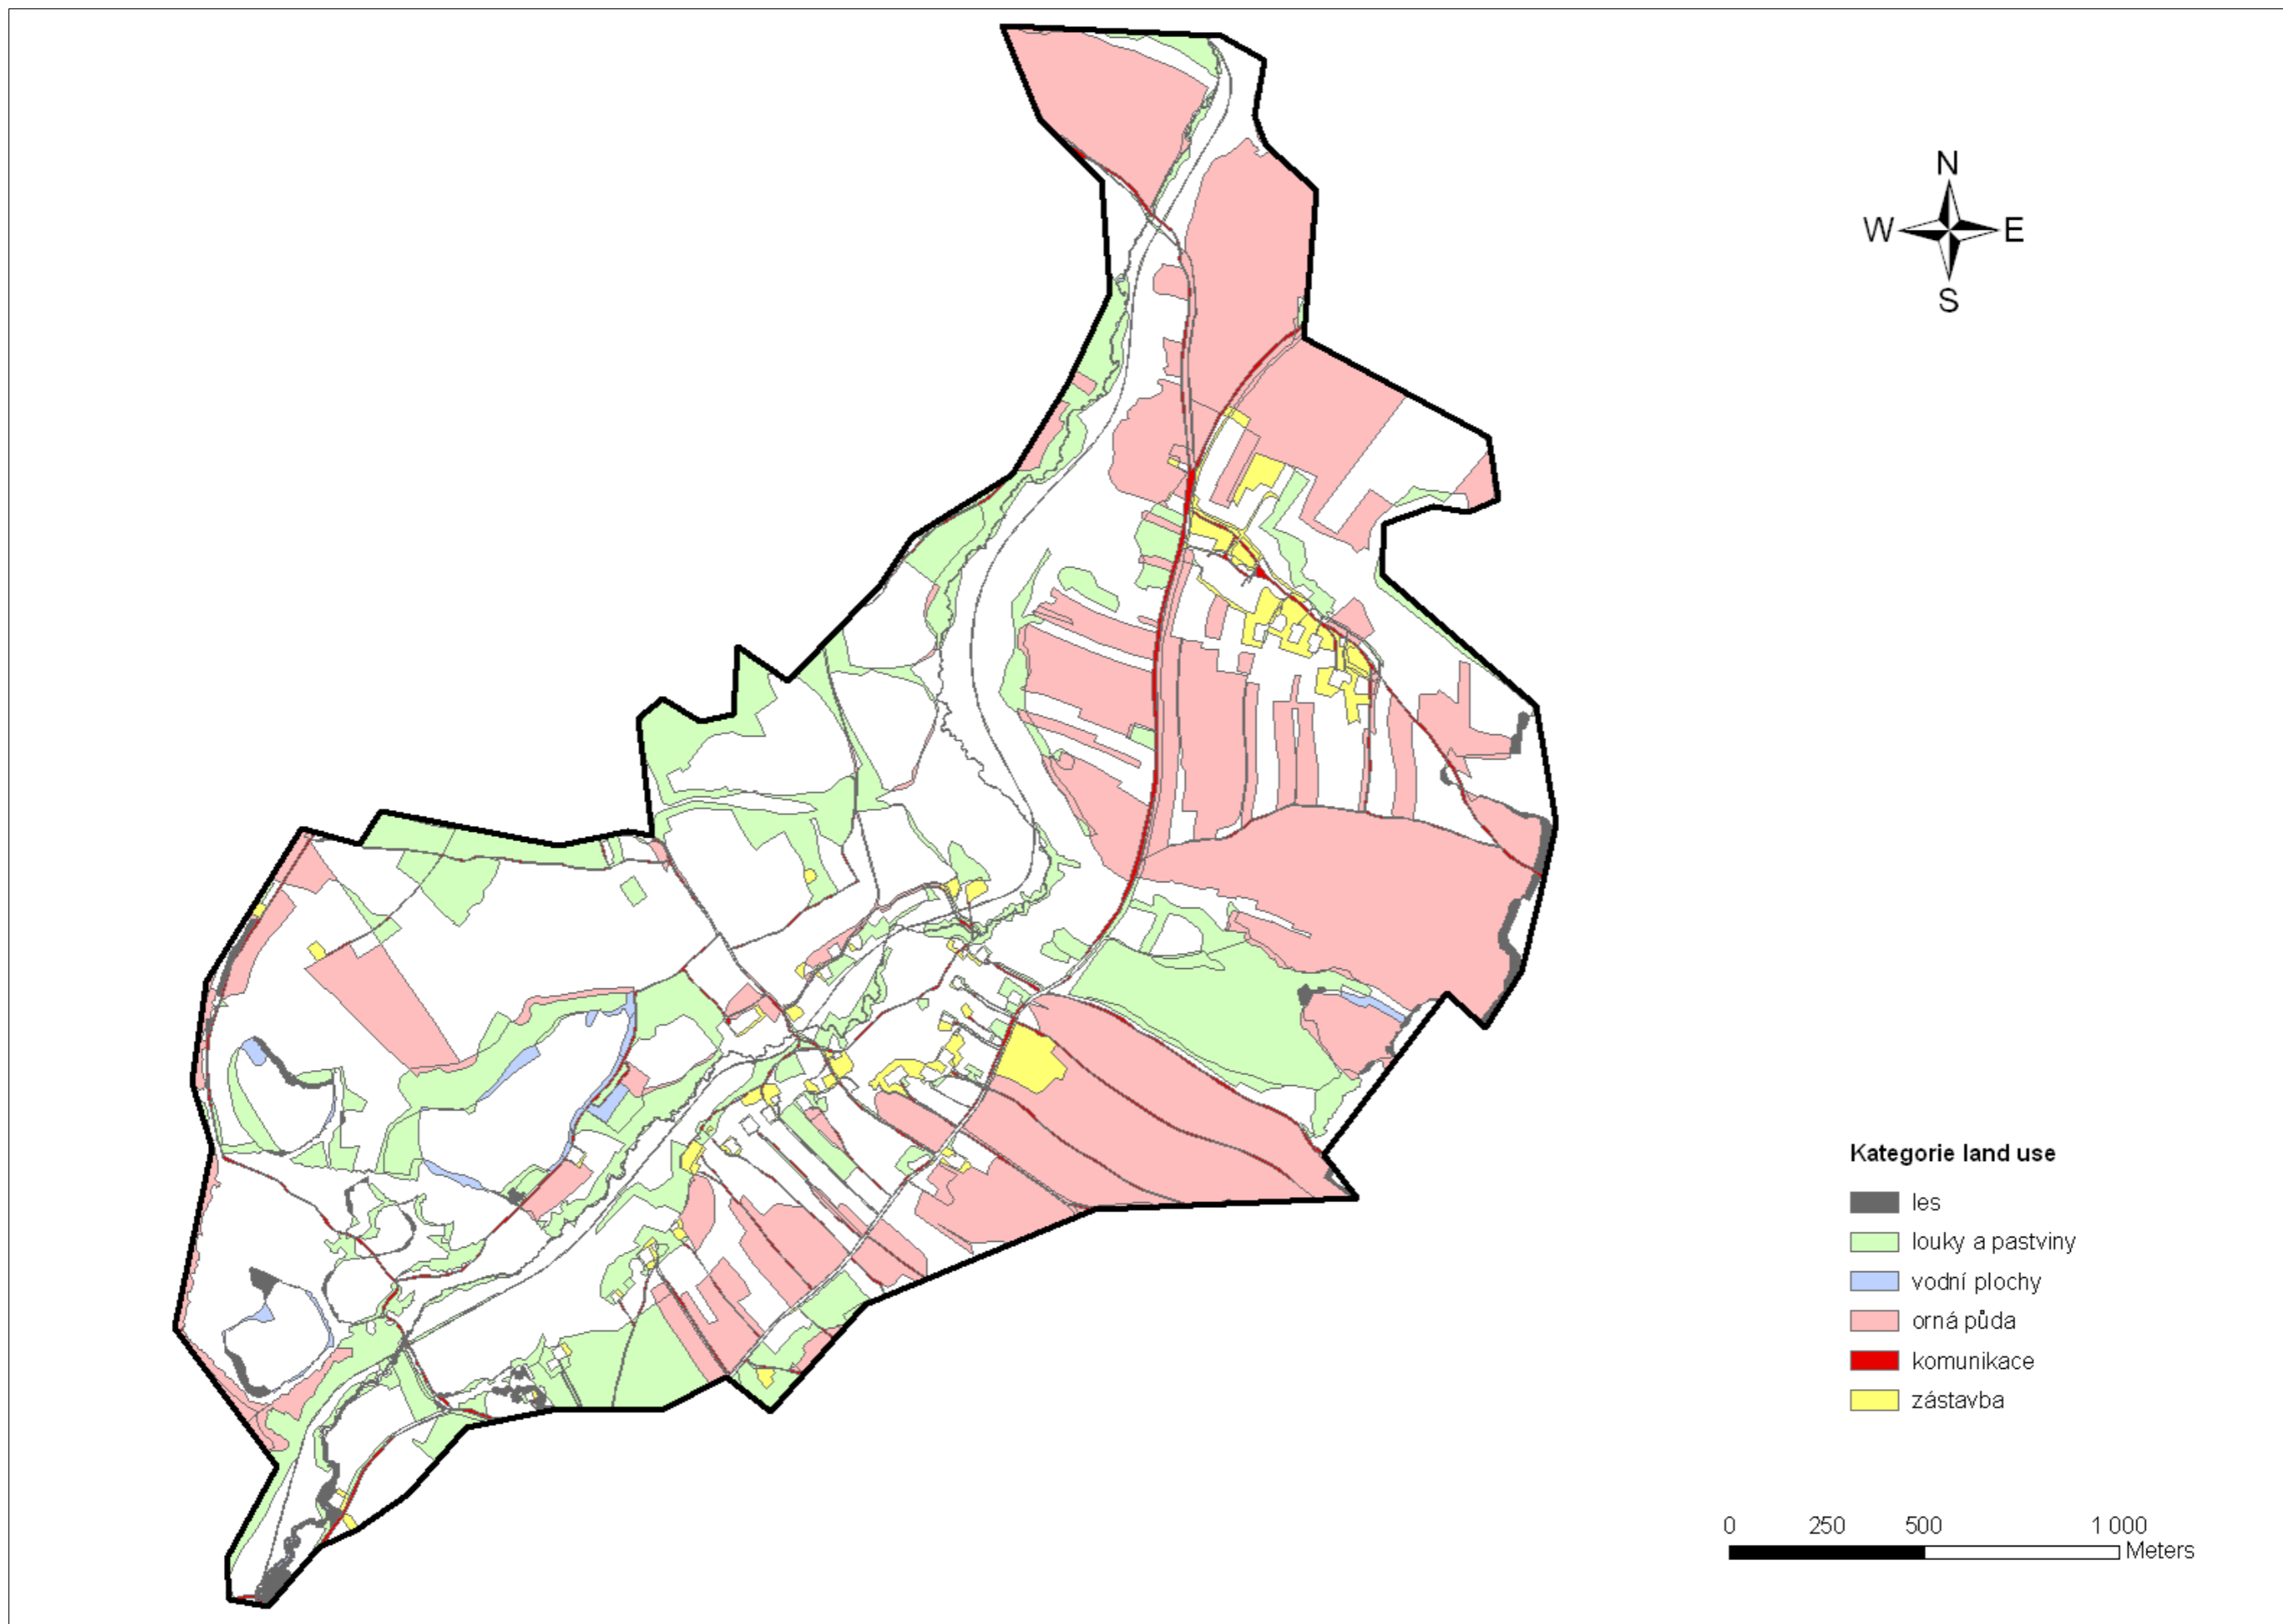 N
W E
S
Kategorie land use
les
louky a pastviny
vodní plochy
orná půda
komunikace
zástavba
0 250 500 1 000
Meters